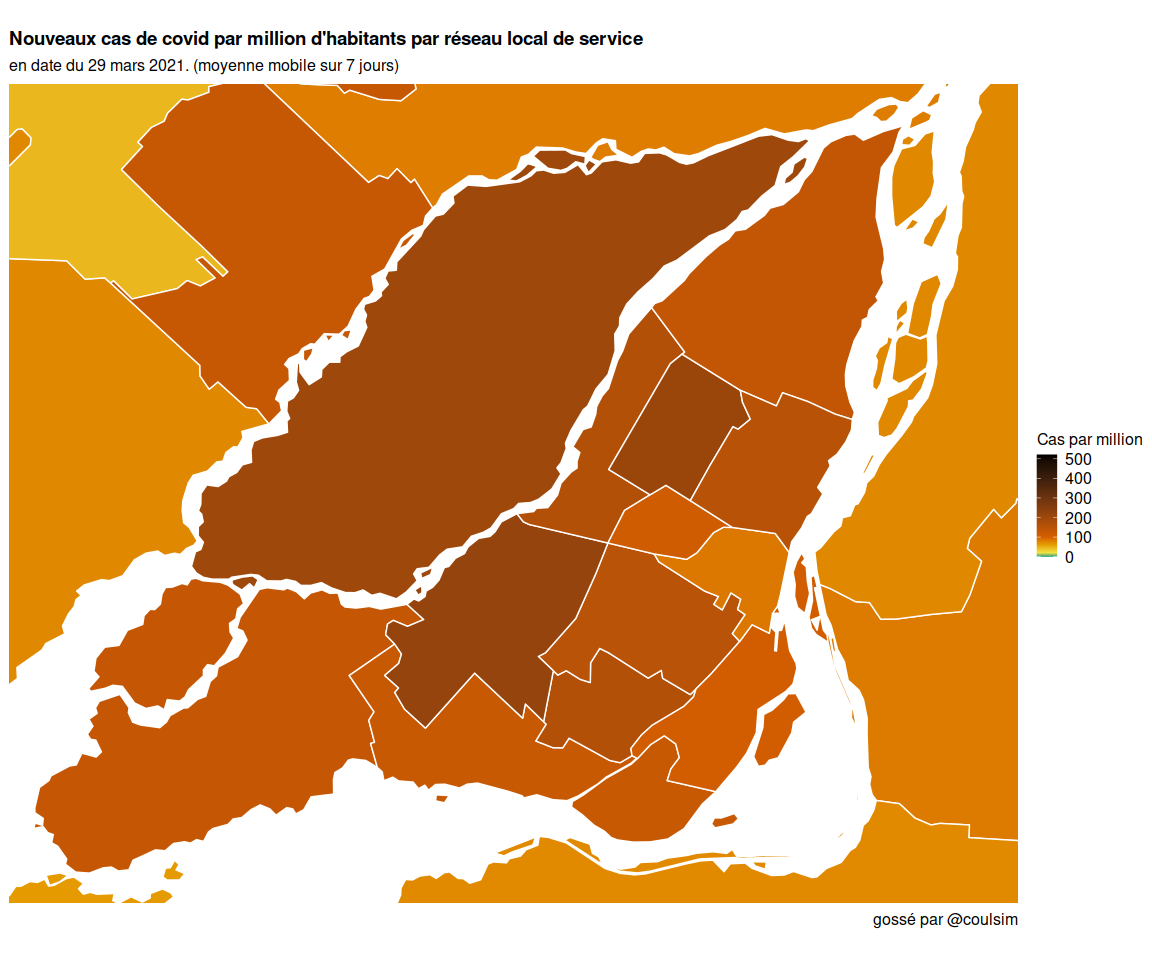 Nouveaux cas de covid par million d'habitants par réseau local de service
en date du 29 mars 2021. (moyenne mobile sur 7 jours)
Cas par million
500
400
300
200
100
0
gossé par @coulsim